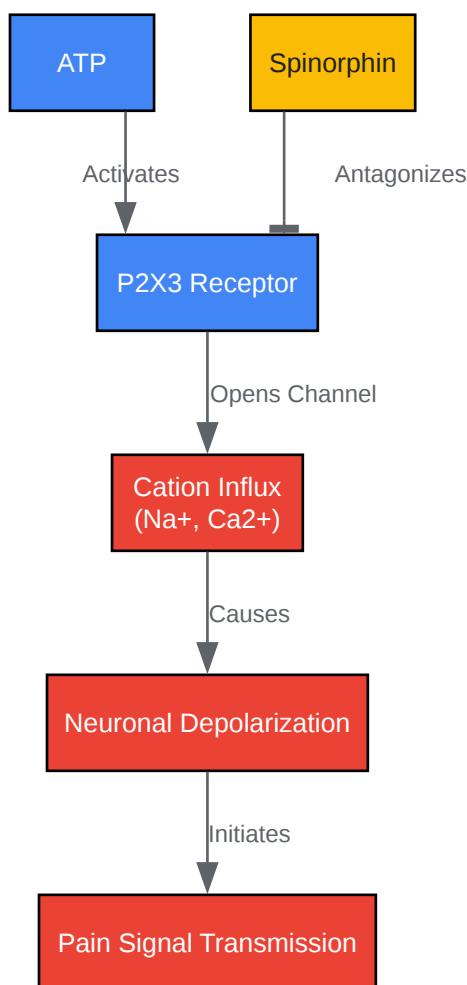 ATP
Spinorphin
Activates
Antagonizes
P2X3 Receptor
Opens Channel
Cation Influx
(Na+, Ca2+)
Causes
Neuronal Depolarization
Initiates
Pain Signal Transmission